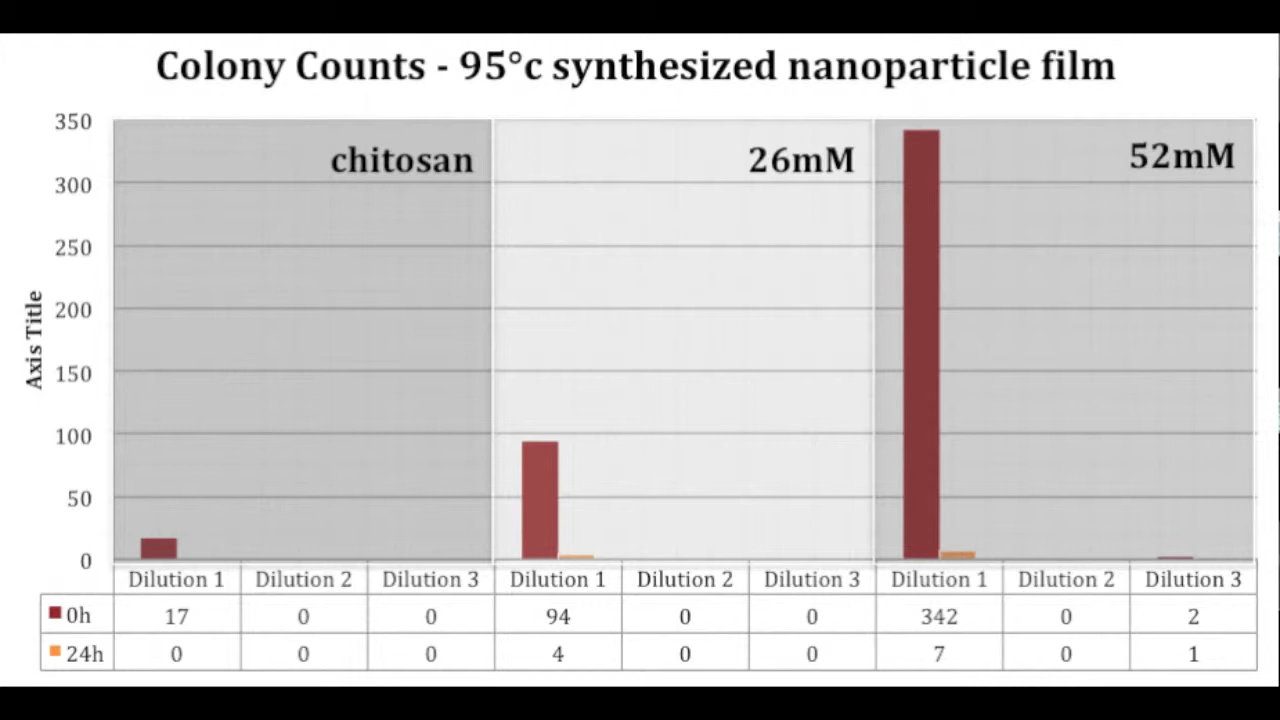 Colony Counts - 95°c synthesized nanoparticle film
350
chitosan
26mM
52mM
300
250
200
150
100
50
0
Axis Title
Dilution 1 Dilution 2 Dilution 3 Dilution 1 Dilution 2 Dilution 3 Dilution 1 Dilution 2 Dilution 3
0h 17 0 0 94 0 0 342 0 2
24h 0 0 0 4 0 0 7 0 1